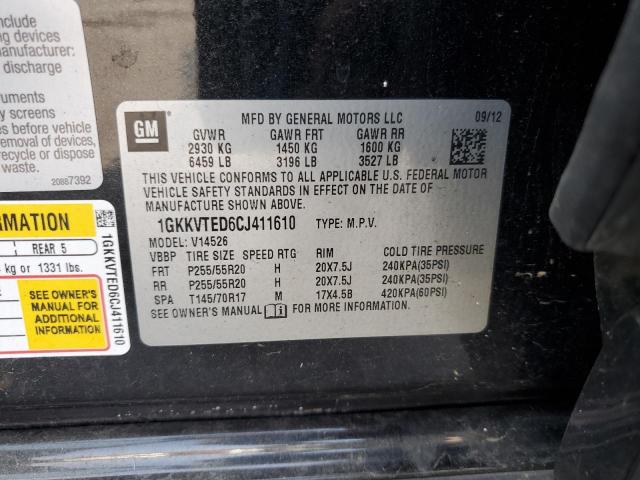 nclude
ng devices
anufacturer:
discharge
uments
y screens
es before vehicle
emoval of devices,
ecycle or dispose
waste.
20887392
ORMATION
REAR 5
kg or 1331 lbs.
SEE OWNER'S
MANUAL FOR
ADDITIONAL
INFORMATION
1GKKVTED6CJ411610
GM
MFD BY GENERAL MOTORS LLC
09/12
GVWR GAWR FRT GAWR RR
2930 KG 1450 KG 1600 KG
6459 LB 3196 LB 3527 LB
THIS VEHICLE CONFORMS TO ALL APPLICABLE U.S. FEDERAL MOTOR
VEHICLE SAFETY STANDARDS IN EFFECT ON THE DATE OF
MANUFACTURE SHOWN ABOVE.
1GKKVTED6CJ411610 TYPE: M.P.V.
MODEL: V14526
VBBP TIRE SIZE SPEED RTG RIM COLD TIRE PRESSURE
FRT P255/55R20 H 20X7.5J 240KPA(35PSI)
RR P255/55R20 H 20X7.5J 240KPA(35PSI)
SPA T145/70R17 M 17X4.5B 420KPA(60PSI)
SEE OWNER'S MANUAL FOR MORE INFORMATION.